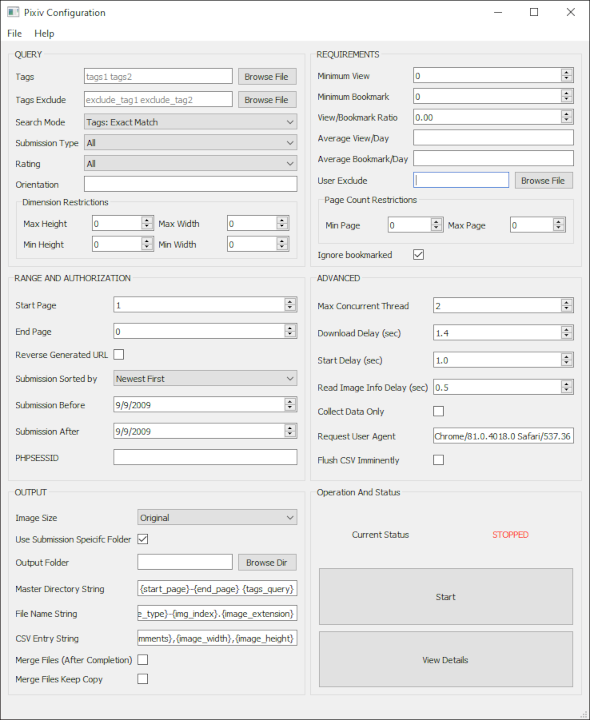 Pixiv Configuration
File Help
QUERY
Tags tags1 tags2 Browse File
Tags Exclude exclude_tag1 exclude_tag2 Browse File
Search Mode Tags: Exact Match
Submission Type All
Rating All
Orientation
Dimension Restrictions
Max Height 0 Max Width 0
Min Height 0 Min Width 0
REQUIREMENTS
Minimum View 0
Minimum Bookmark 0
View/Bookmark Ratio 0.00
Average View/Day
Average Bookmark/Day
User Exclude Browse File
Page Count Restrictions
Min Page 0 Max Page 0
Ignore bookmarked
RANGE AND AUTHORIZATION
Start Page 1
End Page 0
Reverse Generated URL
Submission Sorted by Newest First
Submission Before 9/9/2009
Submission After 9/9/2009
PHPSESSID
ADVANCED
Max Concurrent Thread 2
Download Delay (sec) 1.4
Start Delay (sec) 1.0
Read Image Info Delay (sec) 0.5
Collect Data Only
Request User Agent Chrome/81.0.4018.0 Safari/537.36
Flush CSV Imminently
OUTPUT
Image Size Original
Use Submission Speicifc Folder
Output Folder Browse Dir
Master Directory String {start_page}-{end_page} {tags_query}
File Name String e_type}-{img_index}.{image_extension}
CSV Entry String mments},{image_width},{image_height}
Merge Files (After Completion)
Merge Files Keep Copy
Operation And Status
Current Status STOPPED
Start
View Details